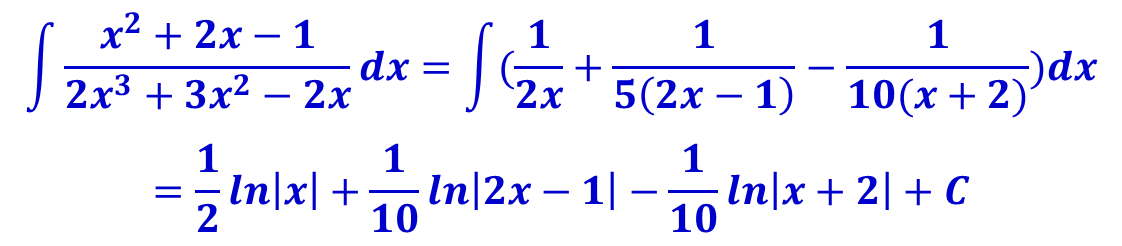 ∫ (x² + 2x − 1)/(2x³ + 3x² − 2x) dx = ∫ (1/(2x) + 1/(5(2x − 1)) − 1/(10(x + 2))) dx
= 1/2 ln|x| + 1/10 ln|2x − 1| − 1/10 ln|x + 2| + C